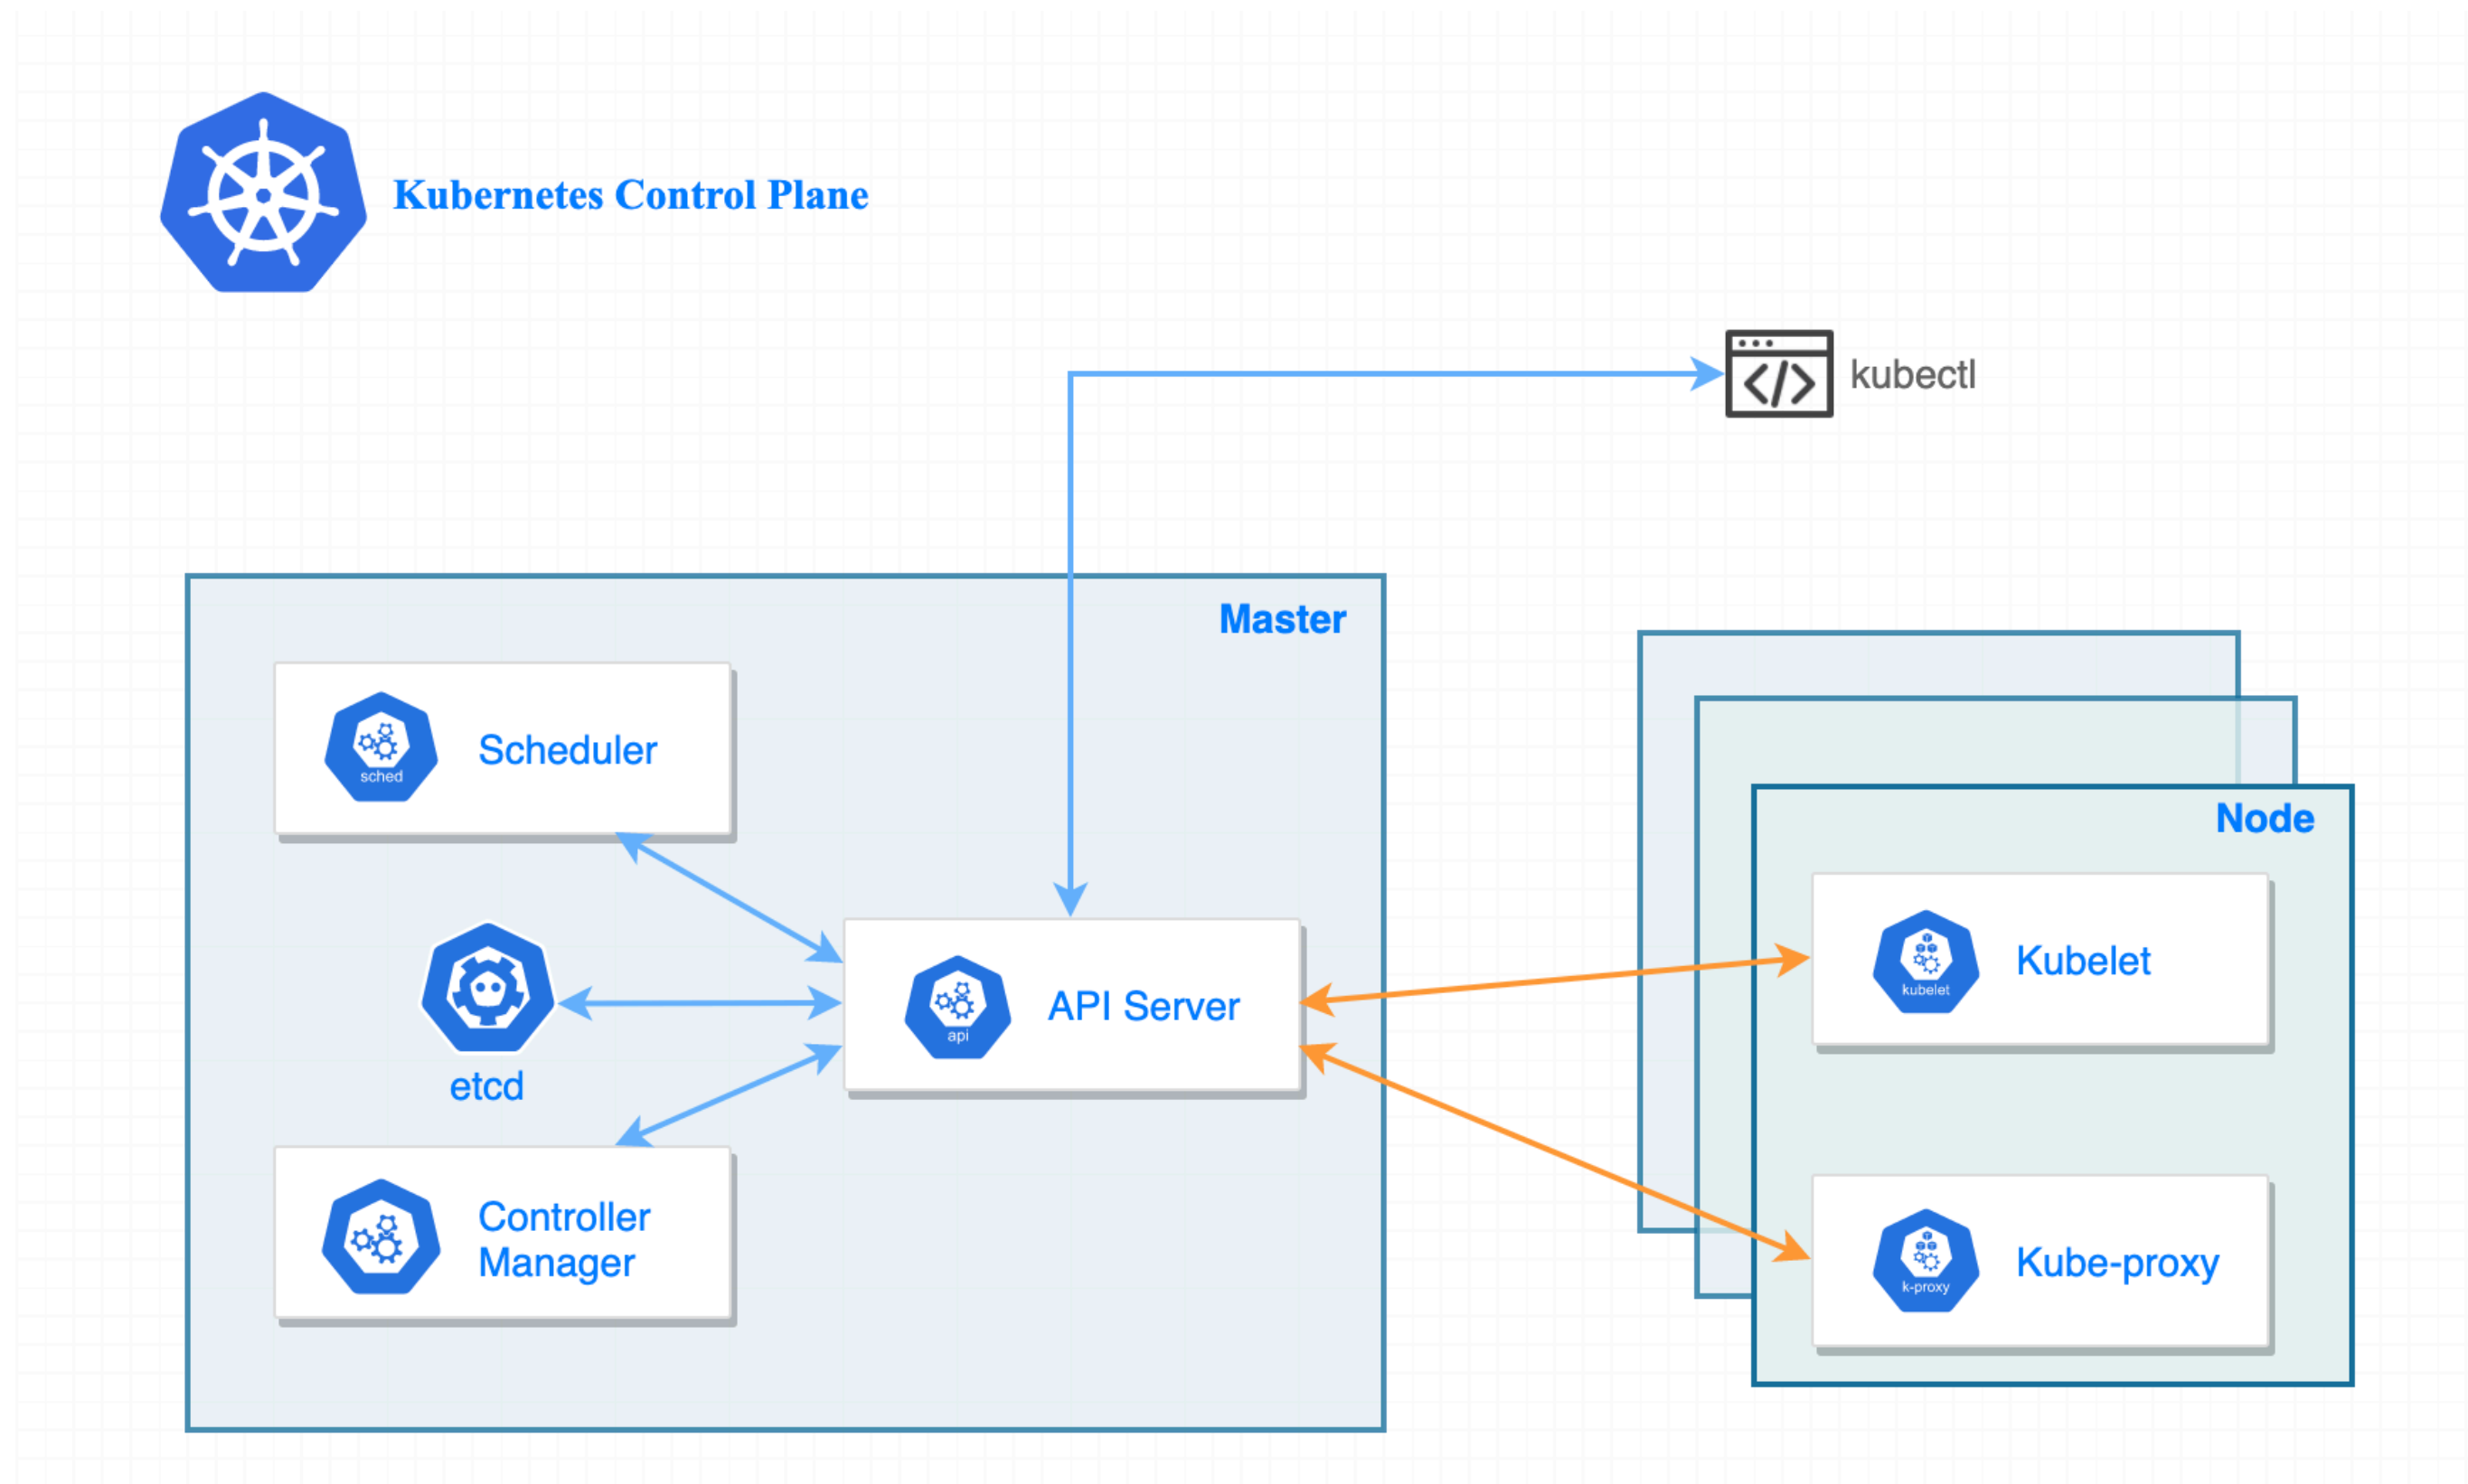 Kubernetes Control Plane
kubectl
Master
sched
Scheduler
etcd
api
API Server
Controller
Manager
Node
kubelet
Kubelet
k-proxy
Kube-proxy